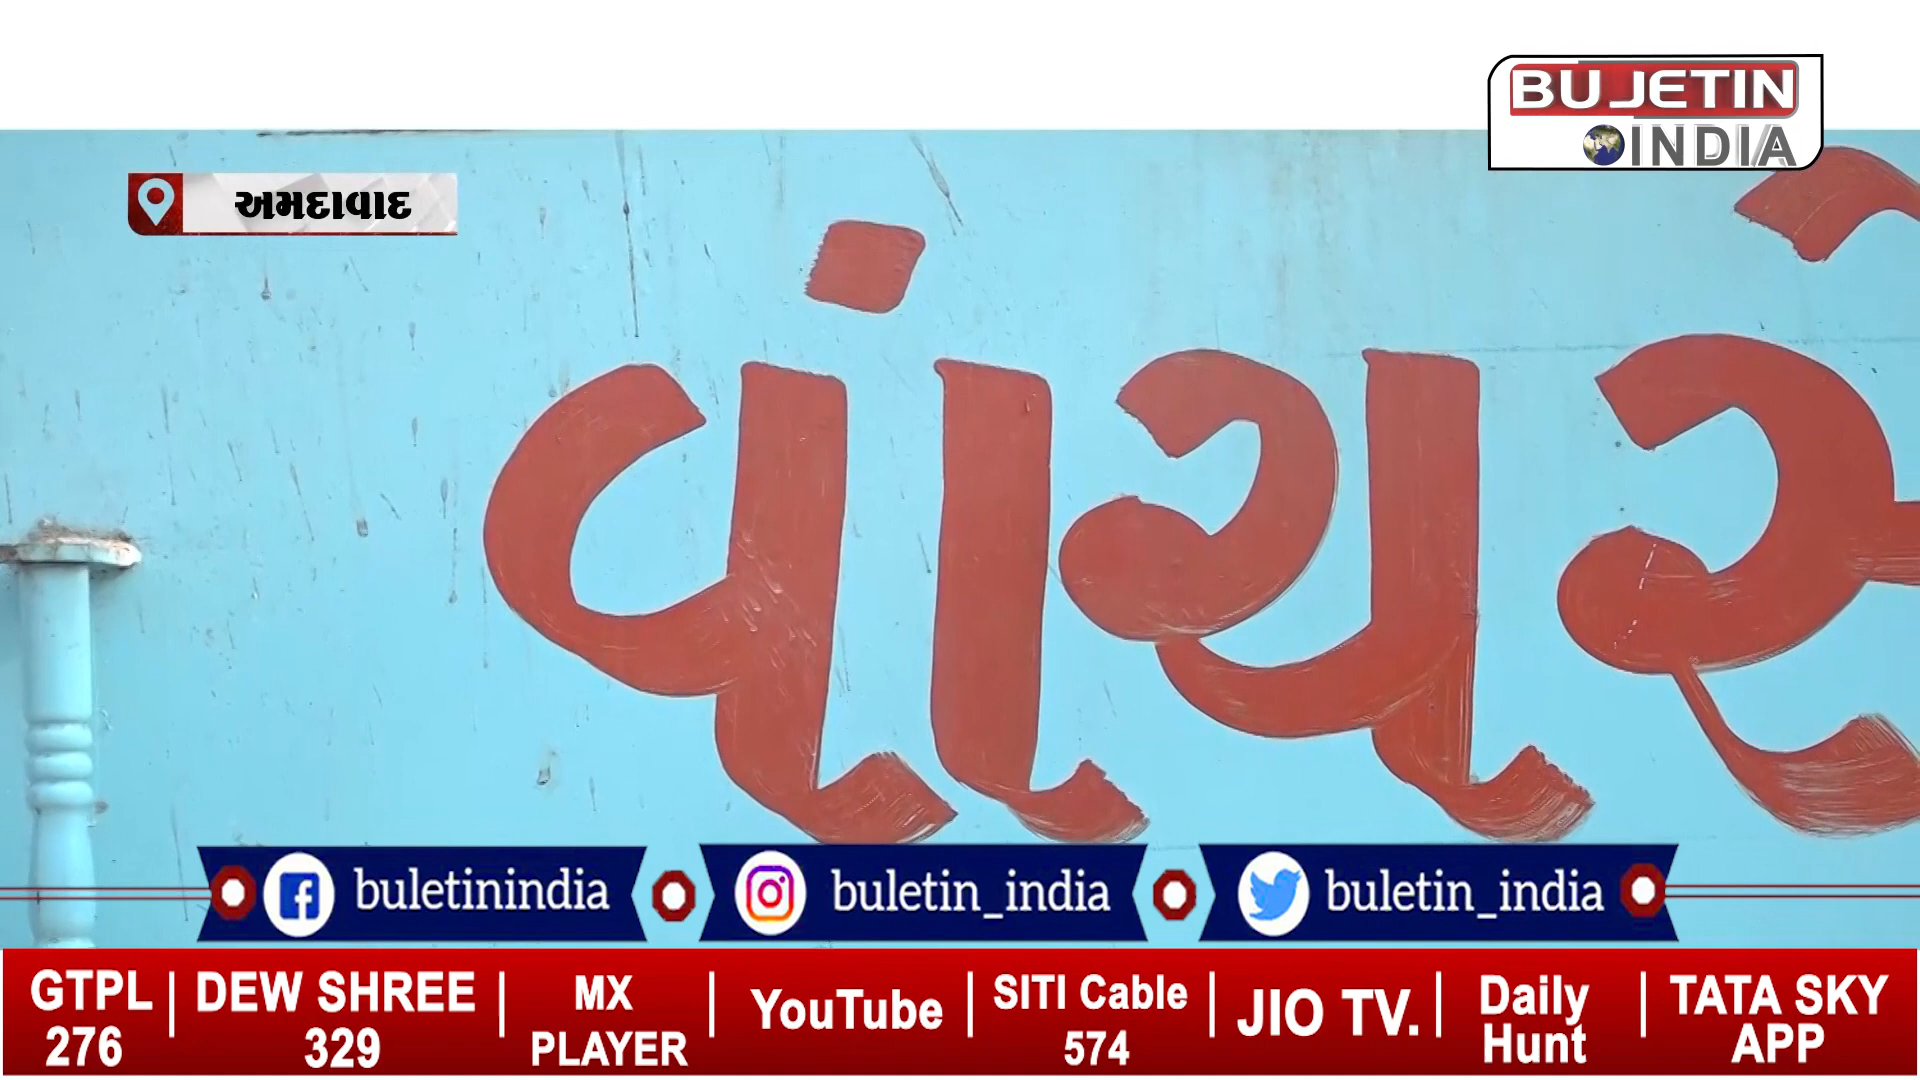 BULETIN
INDIA
અમદાવાદ
વાંચ
buletinindia
buletin_india
buletin_india
GTPL
276
DEW SHREE
329
MX
PLAYER
YouTube
SITI Cable
574
JIO TV.
Daily
Hunt
TATA SKY
APP